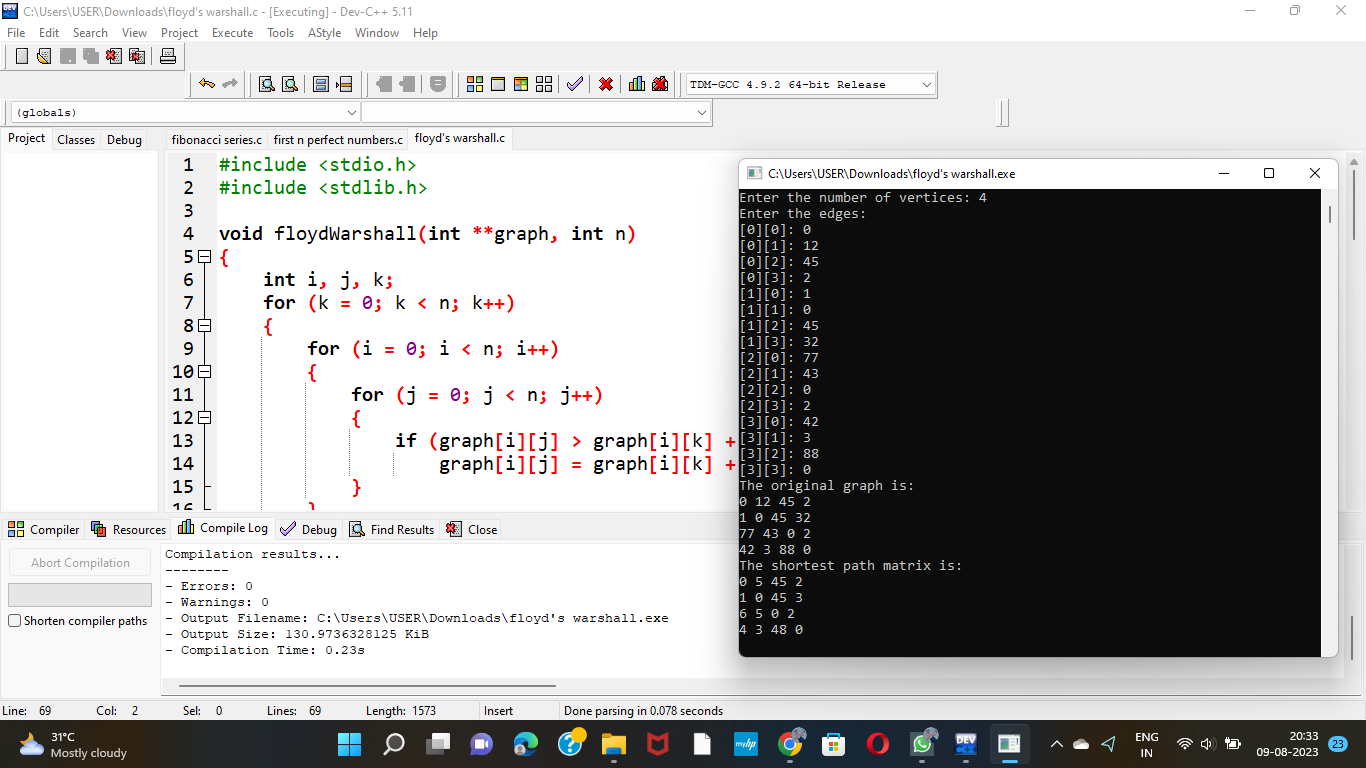 C:\Users\USER\Downloads\floyd's warshall.c - [Executing] - Dev-C++ 5.11
File Edit Search View Project Execute Tools AStyle Window Help
TDM-GCC 4.9.2 64-bit Release
(globals)
Project Classes Debug
fibonacci series.c first n perfect numbers.c floyd's warshall.c
1 #include <stdio.h>
2 #include <stdlib.h>
3
4 void floydWarshall(int **graph, int n)
5 {
6 int i, j, k;
7 for (k = 0; k < n; k++)
8 {
9 for (i = 0; i < n; i++)
10 {
11 for (j = 0; j < n; j++)
12 {
13 if (graph[i][j] > graph[i][k] +
14 graph[i][j] = graph[i][k] +
15 }
16 }
C:\Users\USER\Downloads\floyd's warshall.exe
Enter the number of vertices: 4
Enter the edges:
[0][0]: 0
[0][1]: 12
[0][2]: 45
[0][3]: 2
[1][0]: 1
[1][1]: 0
[1][2]: 45
[1][3]: 32
[2][0]: 77
[2][1]: 43
[2][2]: 0
[2][3]: 2
[3][0]: 42
[3][1]: 3
[3][2]: 88
[3][3]: 0
The original graph is:
0 12 45 2
1 0 45 32
77 43 0 2
42 3 88 0
The shortest path matrix is:
0 5 45 2
1 0 45 3
6 5 0 2
4 3 48 0
Compiler Resources Compile Log Debug Find Results Close
Abort Compilation
Shorten compiler paths
Compilation results...
--------
- Errors: 0
- Warnings: 0
- Output Filename: C:\Users\USER\Downloads\floyd's warshall.exe
- Output Size: 130.9736328125 KiB
- Compilation Time: 0.23s
Line: 69 Col: 2 Sel: 0 Lines: 69 Length: 1573 Insert Done parsing in 0.078 seconds
31°C
Mostly cloudy
DEV
ENG
IN
20:33
09-08-2023
23